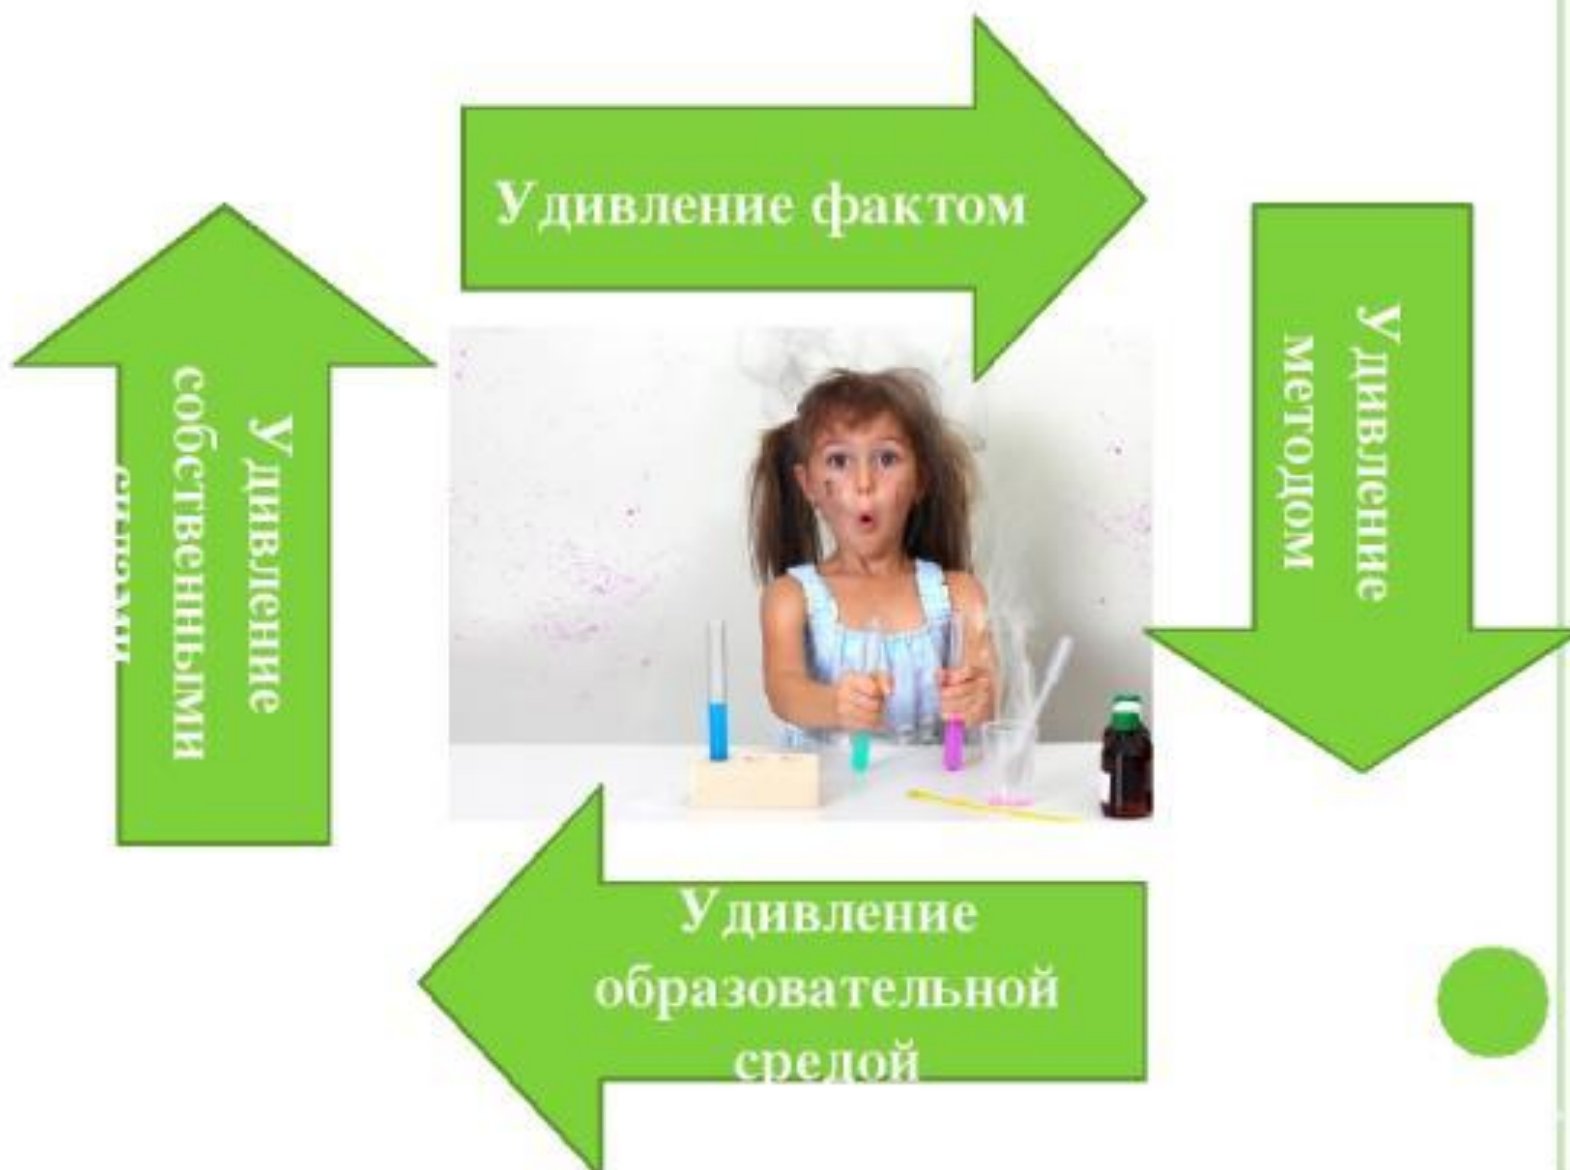 Удивление фактом
Удивление
методом
Удивление
образовательной
средой
Удивление
собственными